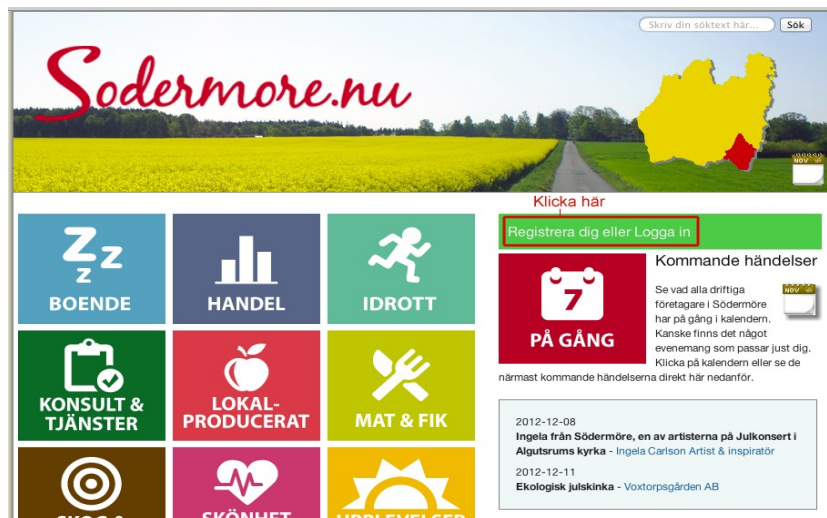 Skriv din söktext här...
Sök
Sodermore.nu
NOV
Klicka här
Registrera dig eller Logga in
BOENDE
HANDEL
IDROTT
7
PÅ GÅNG
Kommande händelser
Se vad alla driftiga
företagare i Södermöre
har på gång i kalendern.
Kanske finns det något
evenemang som passar just dig.
Klicka på kalendern eller se de
närmast kommande händelserna direkt här nedanför.
NOV
KONSULT &
TJÄNSTER
LOKAL-
PRODUCERAT
MAT & FIK
2012-12-08
Ingela från Södermöre, en av artisterna på Julkonsert i
Algutsrums kyrka - Ingela Carlson Artist & inspiratör
2012-12-11
Ekologisk julskinka - Voxtorpsgården AB
SKOG &
SKÖNHET
UPPLEVELSER